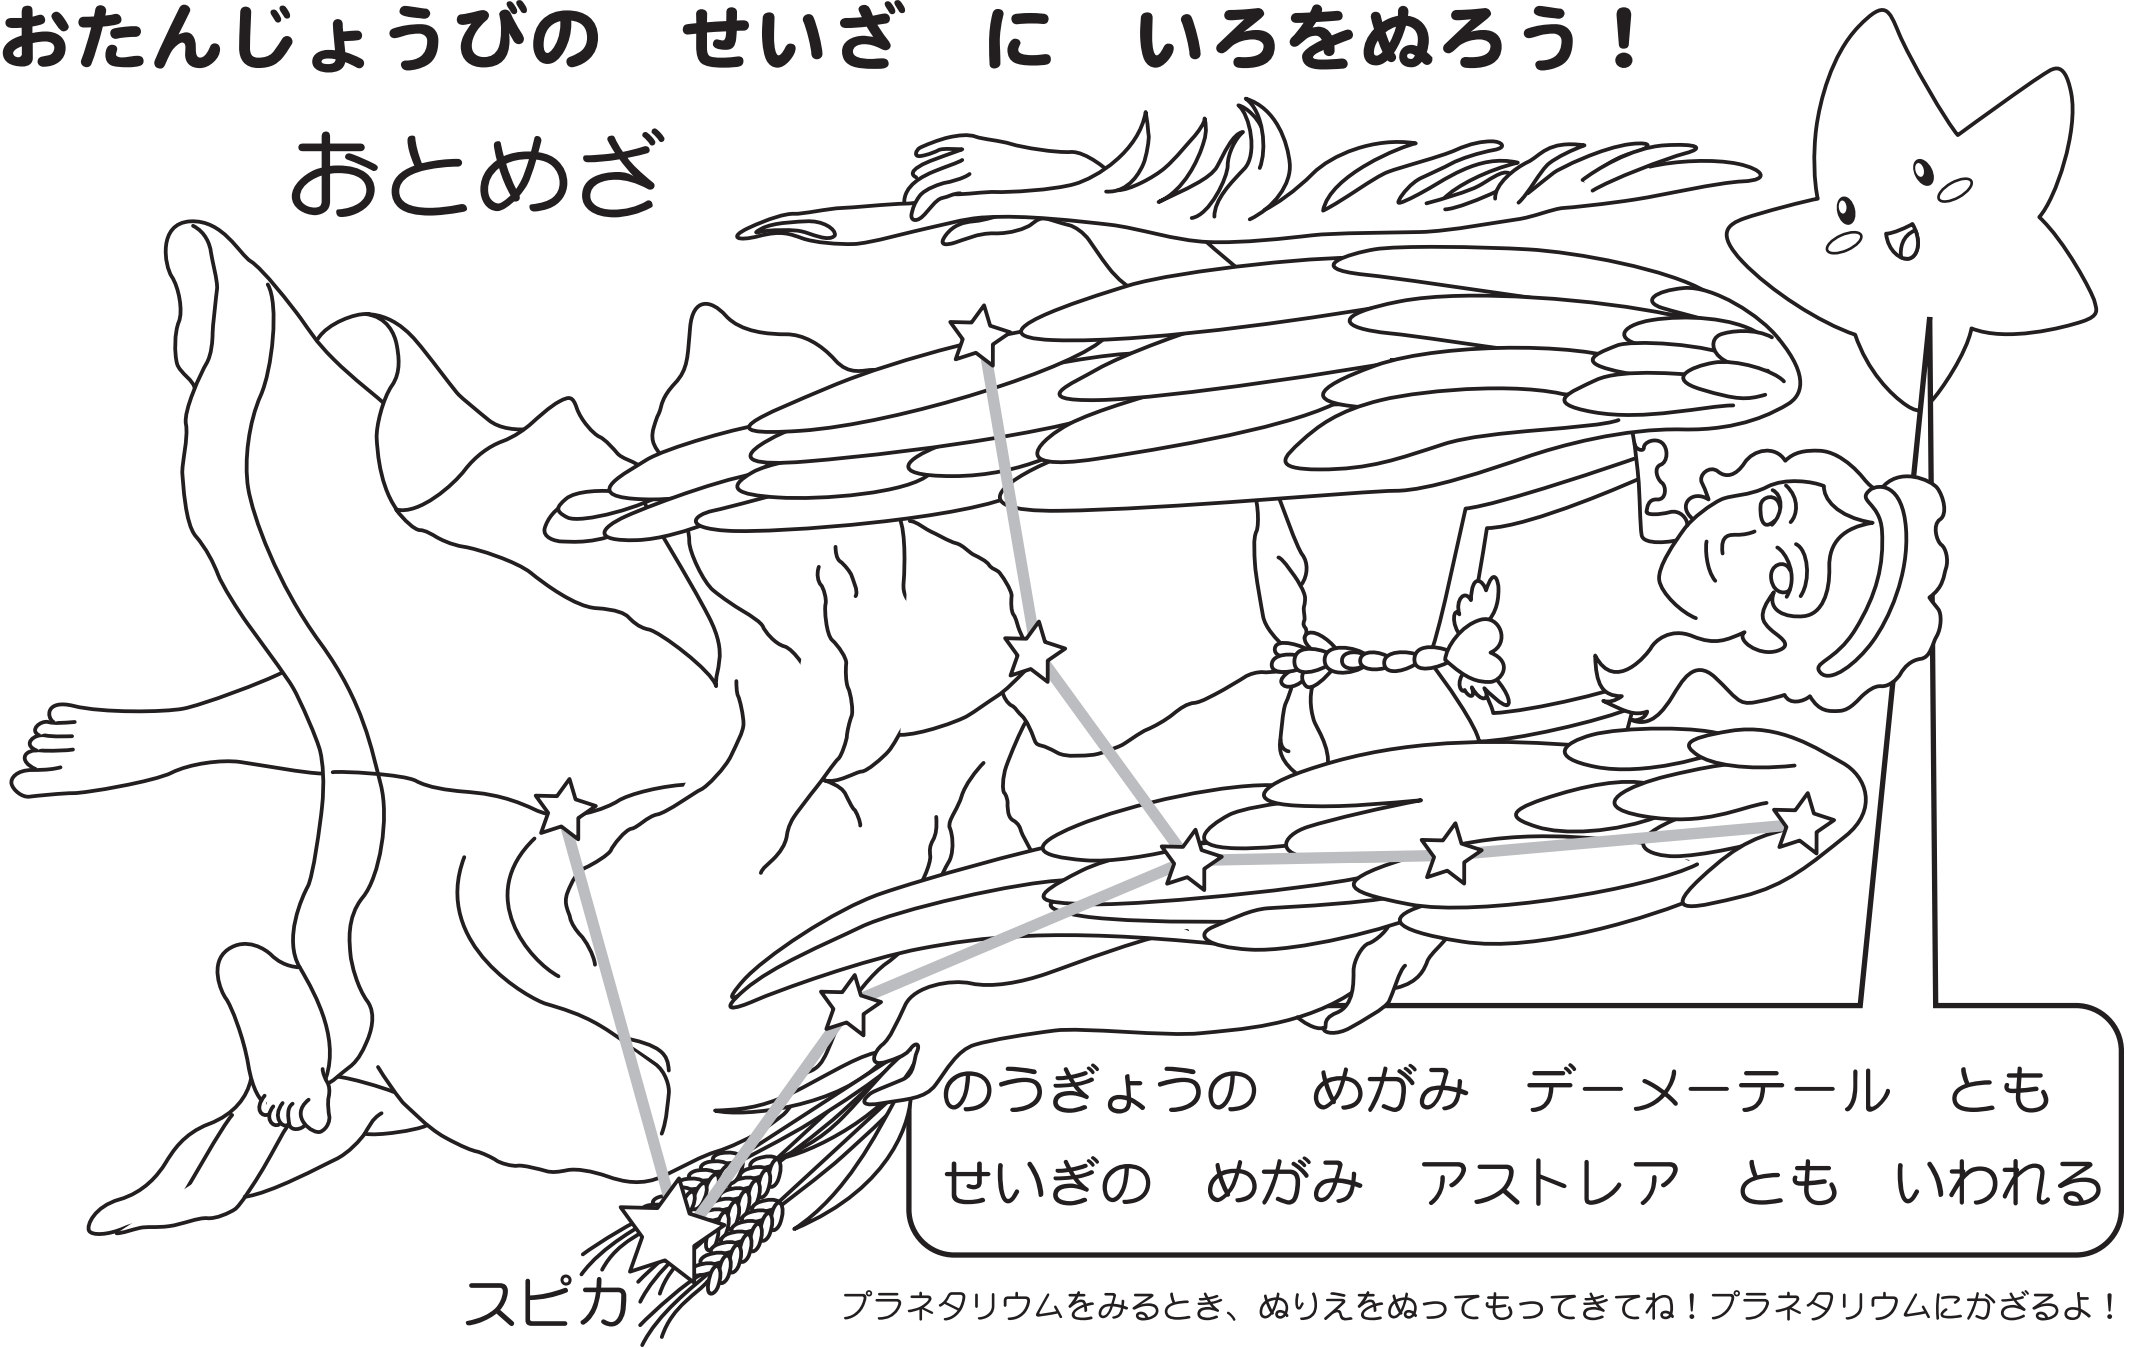 おたんじょうびの　せいざ　に　いろをぬろう！
おとめざ
のうぎょうの　めがみ　デーメーテール　とも
せいぎの　めがみ　アストレア　とも　いわれる
スピカ
プラネタリウムをみるとき、ぬりえをぬってもってきてね！プラネタリウムにかざるよ！